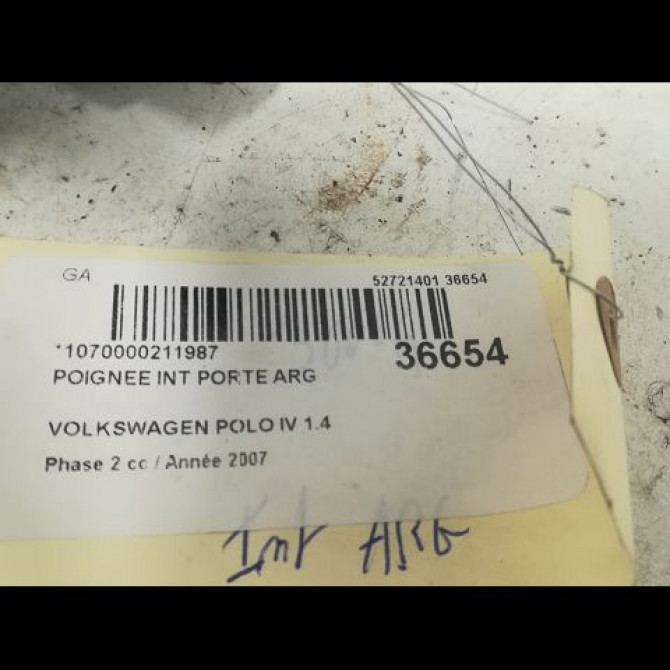 GA
52721401 36654
*1070000211987
36654
POIGNEE INT PORTE ARG
VOLKSWAGEN POLO IV 1.4
Phase 2 cc / Année 2007
Int ARG